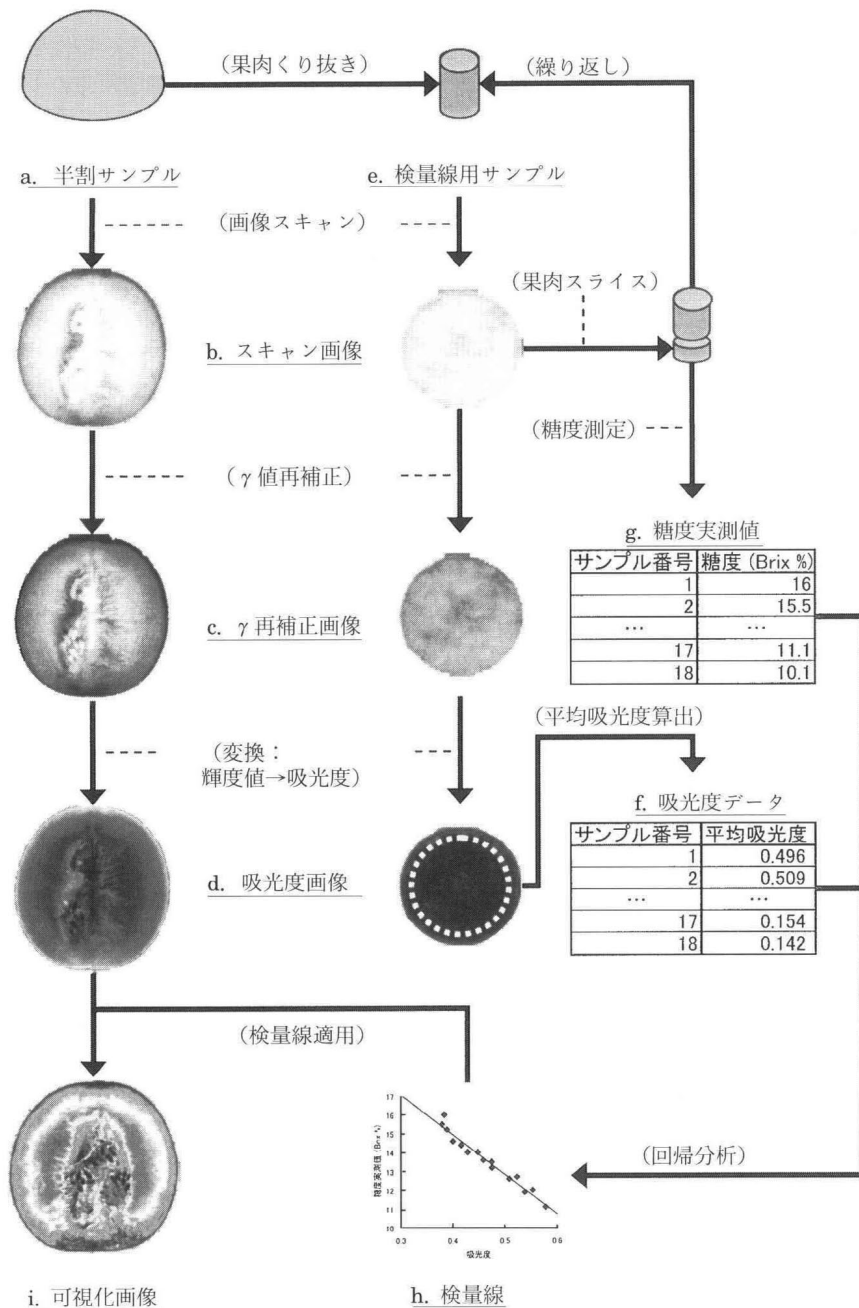 (果肉くり抜き)
(繰り返し)
a. 半割サンプル
e. 検量線用サンプル
(画像スキャン)
(果肉スライス)
b. スキャン画像
(糖度測定)
(γ値再補正)
g. 糖度実測値
サンプル番号 糖度 (Brix %)
1 16
2 15.5
… …
17 11.1
18 10.1
c. γ再補正画像
(平均吸光度算出)
(変換:
輝度値→吸光度)
f. 吸光度データ
サンプル番号 平均吸光度
1 0.496
2 0.509
… …
17 0.154
18 0.142
d. 吸光度画像
(検量線適用)
(回帰分析)
糖度実測値 (Brix %)
17
16
15
14
13
12
11
10
0.3 0.4 0.5 0.6
吸光度
i. 可視化画像
h. 検量線